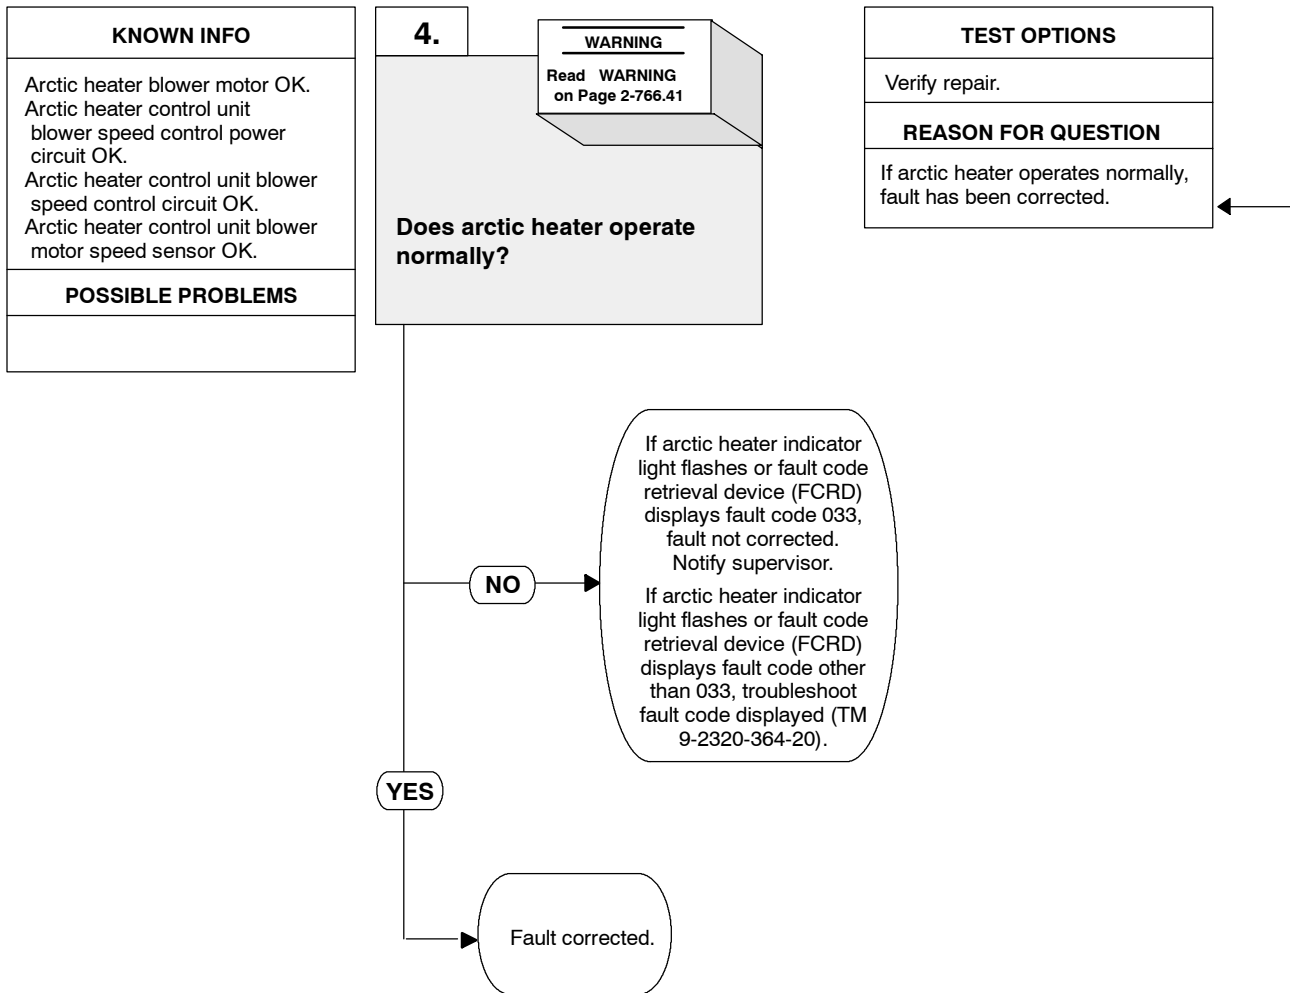 KNOWN INFO
Arctic heater blower motor OK.
Arctic heater control unit
blower speed control power
circuit OK.
Arctic heater control unit blower
speed control circuit OK.
Arctic heater control unit blower
motor speed sensor OK.
POSSIBLE PROBLEMS
4.
WARNING
Read WARNING
on Page 2-766.41
Does arctic heater operate
normally?
TEST OPTIONS
Verify repair.
REASON FOR QUESTION
If arctic heater operates normally,
fault has been corrected.
NO
If arctic heater indicator
light flashes or fault code
retrieval device (FCRD)
displays fault code 033,
fault not corrected.
Notify supervisor.
If arctic heater indicator
light flashes or fault code
retrieval device (FCRD)
displays fault code other
than 033, troubleshoot
fault code displayed (TM
9-2320-364-20).
YES
Fault corrected.